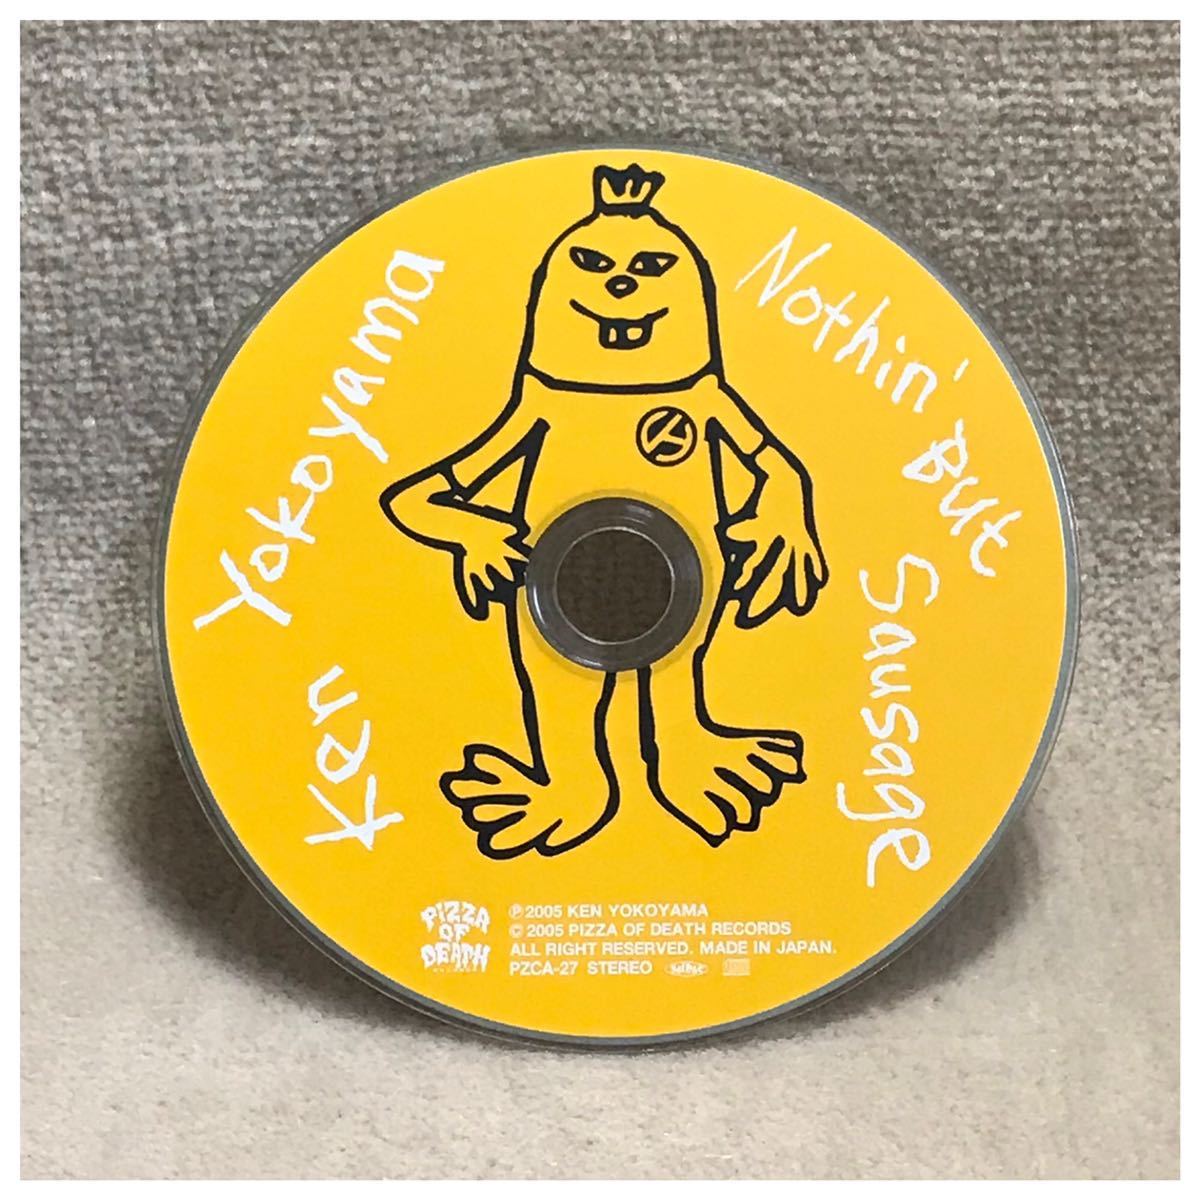 Ken Yokoyama
Nothin' But Sausage
PIZZA
OF
DEATH
℗2005 KEN YOKOYAMA
©2005 PIZZA OF DEATH RECORDS
ALL RIGHT RESERVED. MADE IN JAPAN.
PZCA-27 STEREO